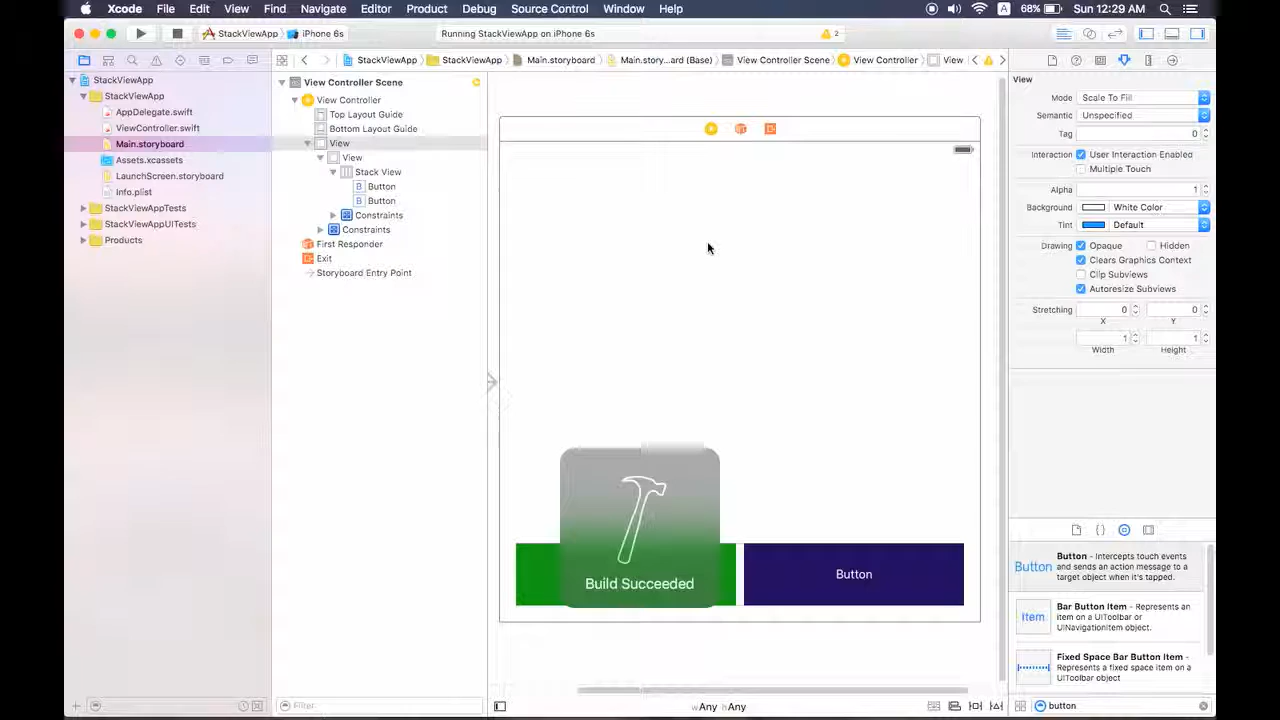 Xcode File Edit View Find Navigate Editor Product Debug Source Control Window Help A 68% Sun 12:29 AM
StackViewApp iPhone 6s Running StackViewApp on iPhone 6s 2
StackViewApp StackViewApp Main.storyboard Main.story...ard (Base) View Controller Scene View Controller View
StackViewApp
StackViewApp
AppDelegate.swift
ViewController.swift
Main.storyboard
Assets.xcassets
LaunchScreen.storyboard
Info.plist
StackViewAppTests
StackViewAppUITests
Products
View Controller Scene
View Controller
Top Layout Guide
Bottom Layout Guide
View
View
Stack View
B Button
B Button
Constraints
Constraints
First Responder
Exit
Storyboard Entry Point
Build Succeeded
Button
View
Mode Scale To Fill
Semantic Unspecified
Tag 0
Interaction User Interaction Enabled
Multiple Touch
Alpha 1
Background White Color
Tint Default
Drawing Opaque Hidden
Clears Graphics Context
Clip Subviews
Autoresize Subviews
Stretching 0 0
X Y
1 1
Width Height
Button Button - Intercepts touch events
and sends an action message to a
target object when it's tapped.
Item Bar Button Item - Represents an
item on a UIToolbar or
UINavigationItem object.
Fixed Space Bar Button Item -
Represents a fixed space item on a
UIToolbar object
Filter
wAny hAny
button